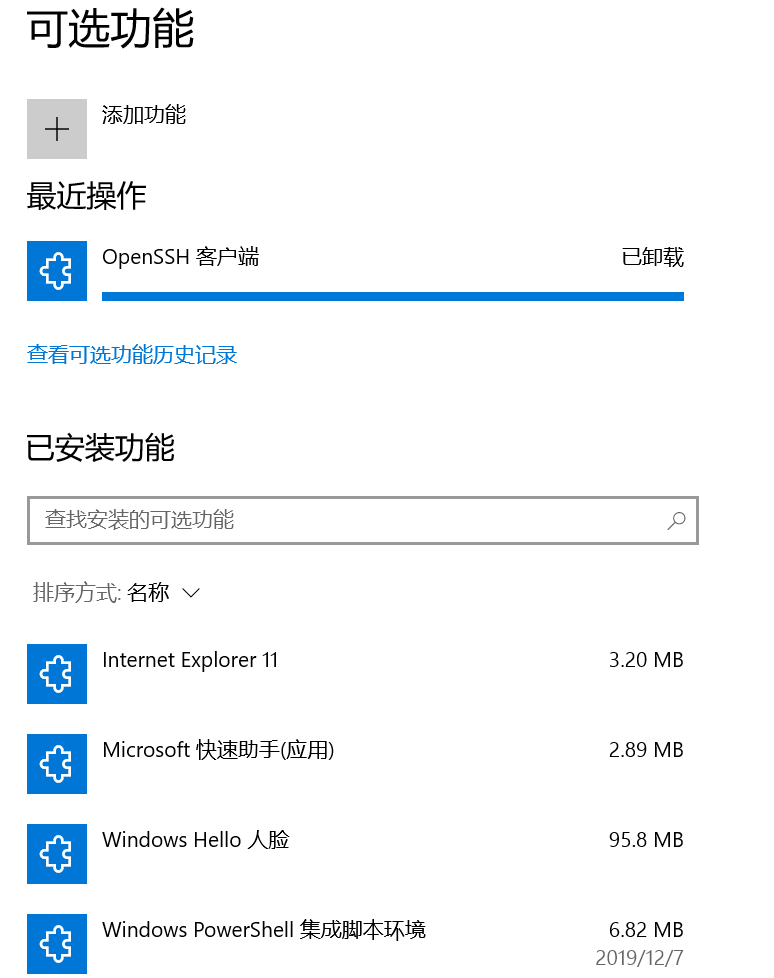 可选功能
添加功能
最近操作
OpenSSH 客户端 已卸载
查看可选功能历史记录
已安装功能
查找安装的可选功能
排序方式: 名称
Internet Explorer 11 3.20 MB
Microsoft 快速助手(应用) 2.89 MB
Windows Hello 人脸 95.8 MB
Windows PowerShell 集成脚本环境 6.82 MB
2019/12/7